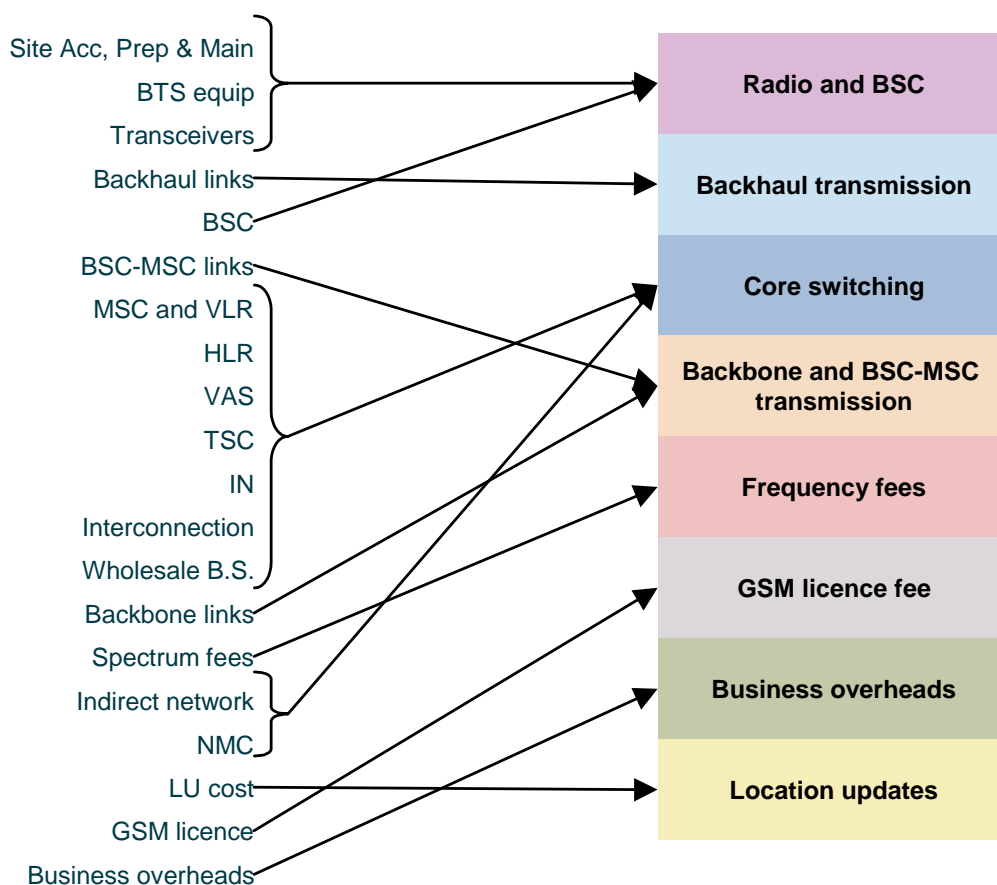 Site Acc, Prep & Main
BTS equip
Transceivers
Backhaul links
BSC
BSC-MSC links
MSC and VLR
HLR
VAS
TSC
IN
Interconnection
Wholesale B.S.
Backbone links
Spectrum fees
Indirect network
NMC
LU cost
GSM licence
Business overheads
Radio and BSC
Backhaul transmission
Core switching
Backbone and BSC-MSC
transmission
Frequency fees
GSM licence fee
Business overheads
Location updates